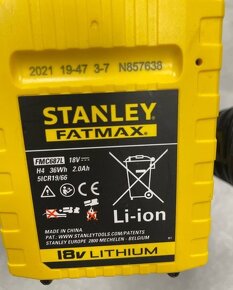 2021 19-47 3-7 N857638
STANLEY
FATMAX
FMC687L 18V
H4 36Wh 2.0Ah
5ICR19/66
Li-ion
MADE IN CHINA
PAT. WWW.STANLEYTOOLS.COM/PATENTS
STANLEY EUROPE 2800 MECHELEN - BELGIUM
18V LITHIUM